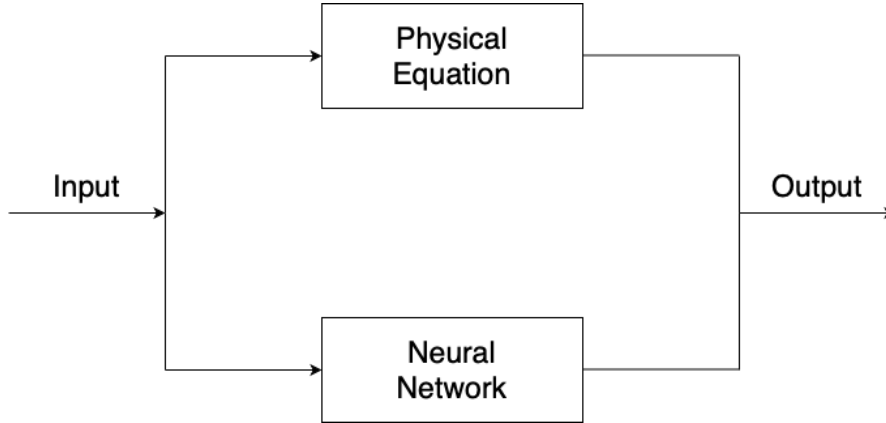 Physical
Equation
Input
Output
Neural
Network